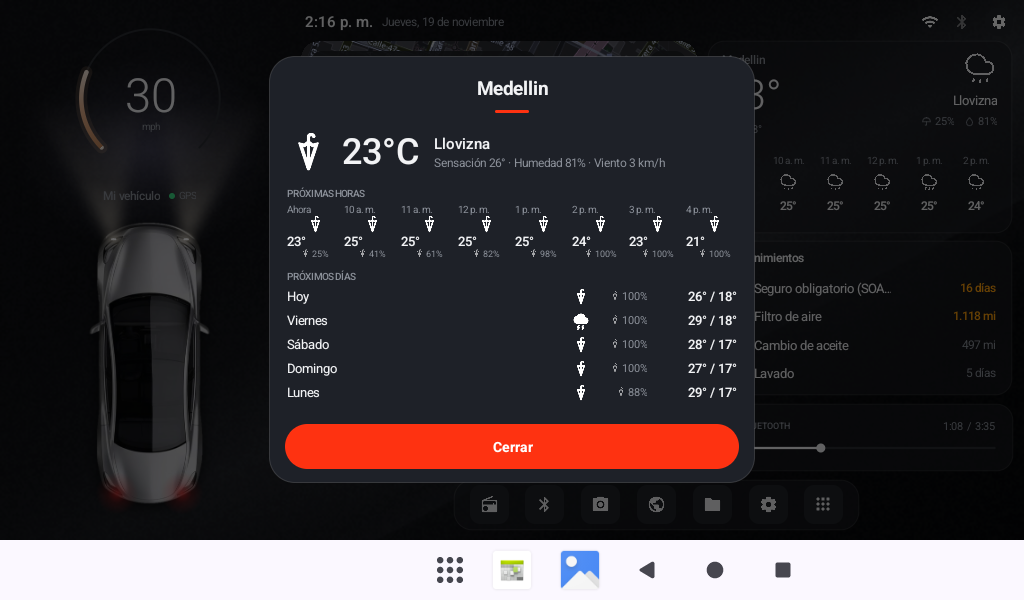 2:16 p. m. Jueves, 19 de noviembre
30
mph
Mi vehículo GPS
Medellin
23°C
Llovizna
Sensación 26° · Humedad 81% · Viento 3 km/h
PRÓXIMAS HORAS
Ahora 10 a. m. 11 a. m. 12 p. m. 1 p. m. 2 p. m. 3 p. m. 4 p. m.
23° 25° 25° 25° 25° 24° 23° 21°
25% 41% 61% 82% 98% 100% 100% 100%
PRÓXIMOS DÍAS
Hoy 100% 26° / 18°
Viernes 100% 29° / 18°
Sábado 100% 28° / 17°
Domingo 100% 27° / 17°
Lunes 88% 29° / 17°
Cerrar
Llovizna
25% 81%
10 a. m. 11 a. m. 12 p. m. 1 p. m. 2 p. m.
25° 25° 25° 25° 24°
Seguro obligatorio (SOA... 16 días
Filtro de aire 1.118 mi
Cambio de aceite 497 mi
Lavado 5 días
1:08 / 3:35